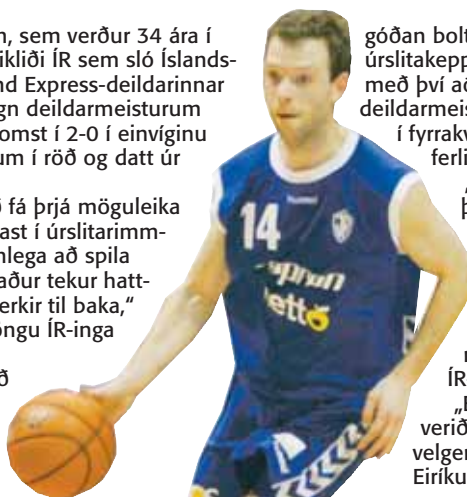 n, sem verður 34 ára í
ikliði ÍR sem sló Íslands-
nd Express-deildarinnar
gn deildarmeisturum
omst í 2-0 í einvíginu
um í röð og datt úr
ð fá þrjá möguleika
ast í úrslitarimm-
nlega að spila
aður tekur hatt-
erkir til baka,“
öngu ÍR-inga
ð
góðan bolt
úrslitakepp
með því að
deildarmeis
í fyrrakv
ferli
„
þ
r
ÍR
„E
verið
velger
Eiríku
14
etto